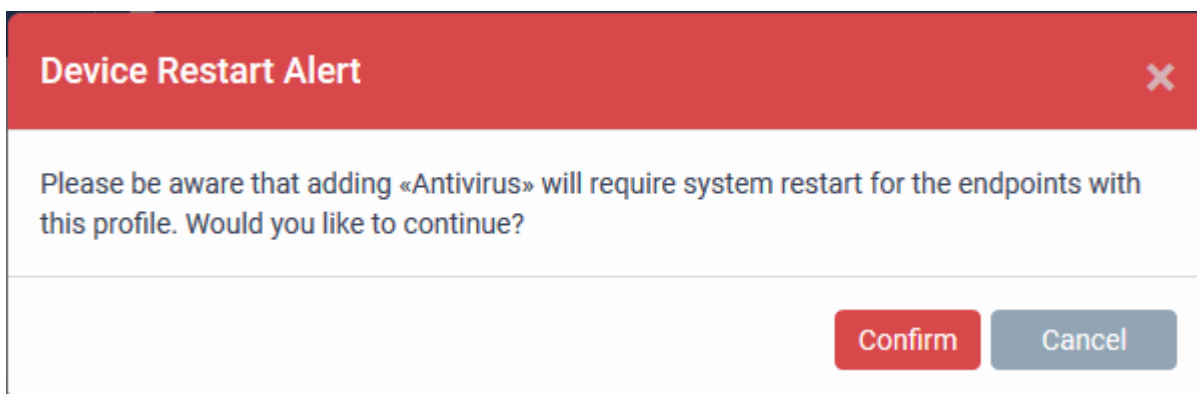 Device Restart Alert
Please be aware that adding «Antivirus» will require system restart for the endpoints with
this profile. Would you like to continue?
Confirm Cancel